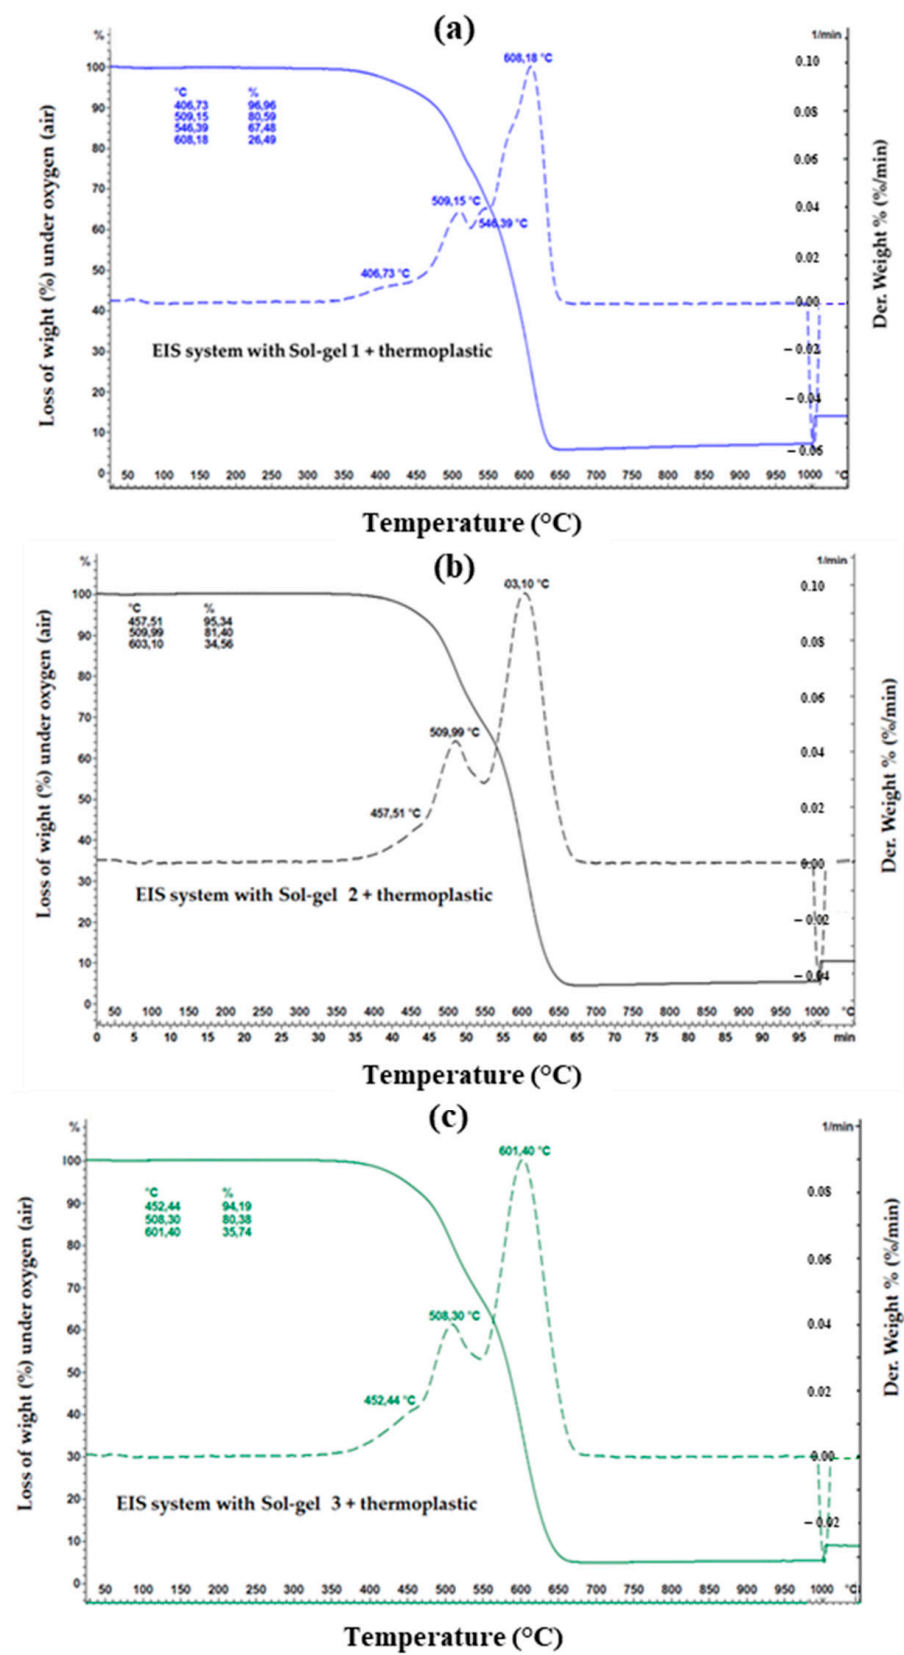 (a)
%
1/min
608,18 °C
100
0.10
°C %
406,73 96,96
509,15 80,59
546,39 67,48
608,18 26,49
90
0.08
80
0.06
70
509,15 °C
0.04
60
546,39 °C
50
406,73 °C
0.02
40
0.00
30
EIS system with Sol-gel 1 + thermoplastic
– 0.02
20
– 0.04
10
– 0.06
0
50 100 150 200 250 300 350 400 450 500 550 600 700 750 800 850 900 950 1000 °C
Loss of wight (%) under oxygen (air)
Der. Weight % (%/min)
Temperature (°C)
(b)
%
1/min
03,10 °C
100
0.10
°C %
457,51 95,34
509,99 81,40
603,10 34,56
90
0.08
80
70
0.06
509,99 °C
60
0.04
50
457,51 °C
0.02
40
0.00
30
EIS system with Sol-gel 2 + thermoplastic
20
– 0.02
10
– 0.04
0
50 100 150 200 250 300 350 400 450 500 550 600 700 750 800 850 900 950 1000 °C
0 5 10 15 20 25 30 35 40 45 50 55 60 65 70 75 80 85 90 95 min
Loss of wight (%) under oxygen (air)
Der. Weight % (%/min)
Temperature (°C)
(c)
%
1/min
601,40 °C
100
°C %
452,44 94,19
508,30 80,38
601,40 35,74
0.08
90
80
0.06
70
508,30 °C
60
0.04
50
452,44 °C
0.02
40
30
0.00
EIS system with Sol-gel 3 + thermoplastic
20
– 0.02
10
0
50 100 150 200 250 300 350 400 450 500 550 600 700 750 800 850 900 950 1000 °C
Loss of wight (%) under oxygen (air)
Der. Weight % (%/min)
Temperature (°C)